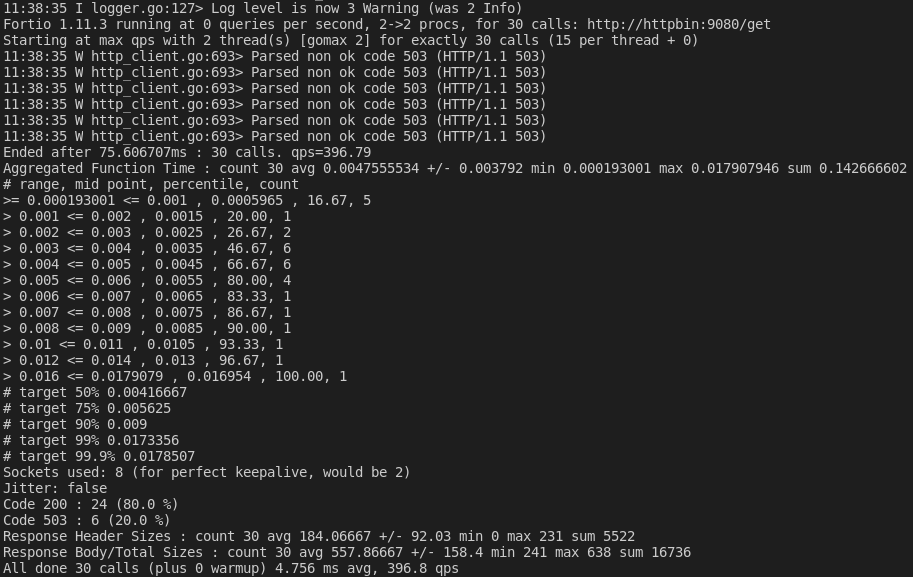 11:38:35 I logger.go:127> Log level is now 3 Warning (was 2 Info)
Fortio 1.11.3 running at 0 queries per second, 2->2 procs, for 30 calls: http://httpbin:9080/get
Starting at max qps with 2 thread(s) [gomax 2] for exactly 30 calls (15 per thread + 0)
11:38:35 W http_client.go:693> Parsed non ok code 503 (HTTP/1.1 503)
11:38:35 W http_client.go:693> Parsed non ok code 503 (HTTP/1.1 503)
11:38:35 W http_client.go:693> Parsed non ok code 503 (HTTP/1.1 503)
11:38:35 W http_client.go:693> Parsed non ok code 503 (HTTP/1.1 503)
11:38:35 W http_client.go:693> Parsed non ok code 503 (HTTP/1.1 503)
11:38:35 W http_client.go:693> Parsed non ok code 503 (HTTP/1.1 503)
Ended after 75.606707ms : 30 calls. qps=396.79
Aggregated Function Time : count 30 avg 0.0047555534 +/- 0.003792 min 0.000193001 max 0.017907946 sum 0.142666602
# range, mid point, percentile, count
>= 0.000193001 <= 0.001 , 0.0005965 , 16.67, 5
> 0.001 <= 0.002 , 0.0015 , 20.00, 1
> 0.002 <= 0.003 , 0.0025 , 26.67, 2
> 0.003 <= 0.004 , 0.0035 , 46.67, 6
> 0.004 <= 0.005 , 0.0045 , 66.67, 6
> 0.005 <= 0.006 , 0.0055 , 80.00, 4
> 0.006 <= 0.007 , 0.0065 , 83.33, 1
> 0.007 <= 0.008 , 0.0075 , 86.67, 1
> 0.008 <= 0.009 , 0.0085 , 90.00, 1
> 0.01 <= 0.011 , 0.0105 , 93.33, 1
> 0.012 <= 0.014 , 0.013 , 96.67, 1
> 0.016 <= 0.0179079 , 0.016954 , 100.00, 1
# target 50% 0.00416667
# target 75% 0.005625
# target 90% 0.009
# target 99% 0.0173356
# target 99.9% 0.0178507
Sockets used: 8 (for perfect keepalive, would be 2)
Jitter: false
Code 200 : 24 (80.0 %)
Code 503 : 6 (20.0 %)
Response Header Sizes : count 30 avg 184.06667 +/- 92.03 min 0 max 231 sum 5522
Response Body/Total Sizes : count 30 avg 557.86667 +/- 158.4 min 241 max 638 sum 16736
All done 30 calls (plus 0 warmup) 4.756 ms avg, 396.8 qps